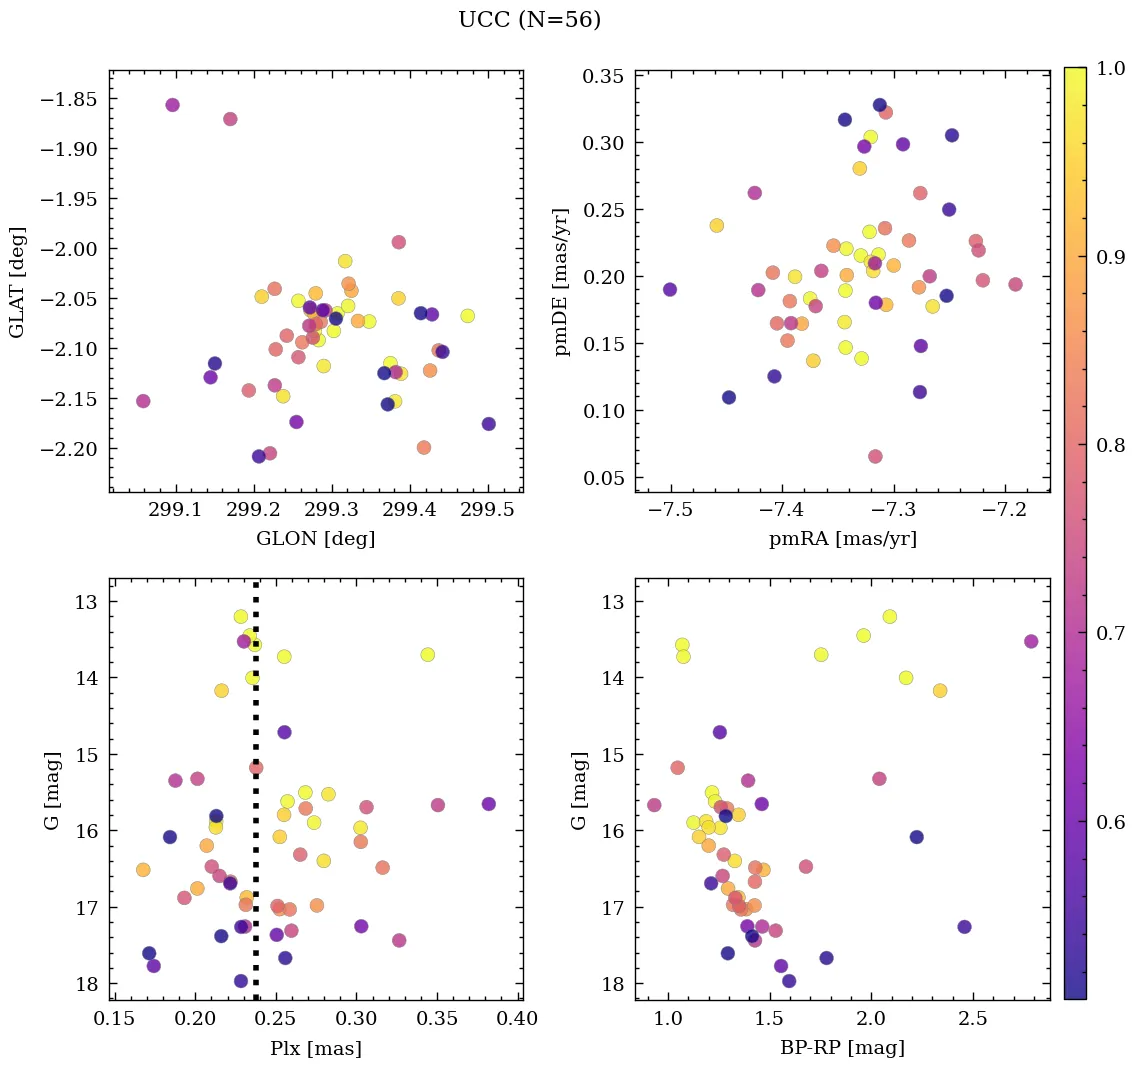 UCC (N=56)
−1.85
−1.90
−1.95
−2.00
−2.05
−2.10
−2.15
−2.20
GLAT [deg]
299.1 299.2 299.3 299.4 299.5
GLON [deg]
0.35
0.30
0.25
0.20
0.15
0.10
0.05
pmDE [mas/yr]
−7.5 −7.4 −7.3 −7.2
pmRA [mas/yr]
13
14
15
16
17
18
G [mag]
0.15 0.20 0.25 0.30 0.35 0.40
Plx [mas]
13
14
15
16
17
18
G [mag]
1.0 1.5 2.0 2.5
BP-RP [mag]
1.0
0.9
0.8
0.7
0.6